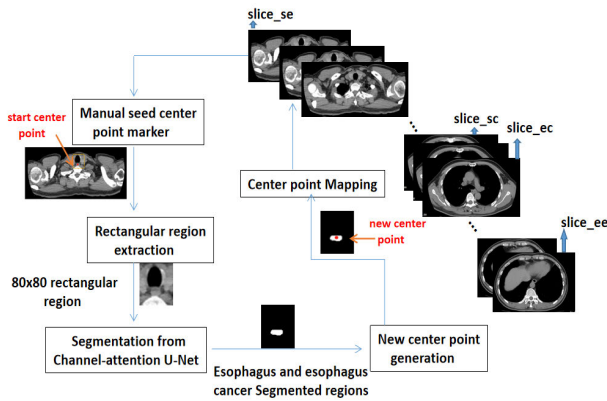 slice_se
Manual seed center
point marker
start center
point
slice_sc
slice_ec
Center point Mapping
new center
point
slice_ee
Rectangular region
extraction
80x80 rectangular
region
Segmentation from
Channel-attention U-Net
Esophagus and esophagus
cancer Segmented regions
New center point
generation